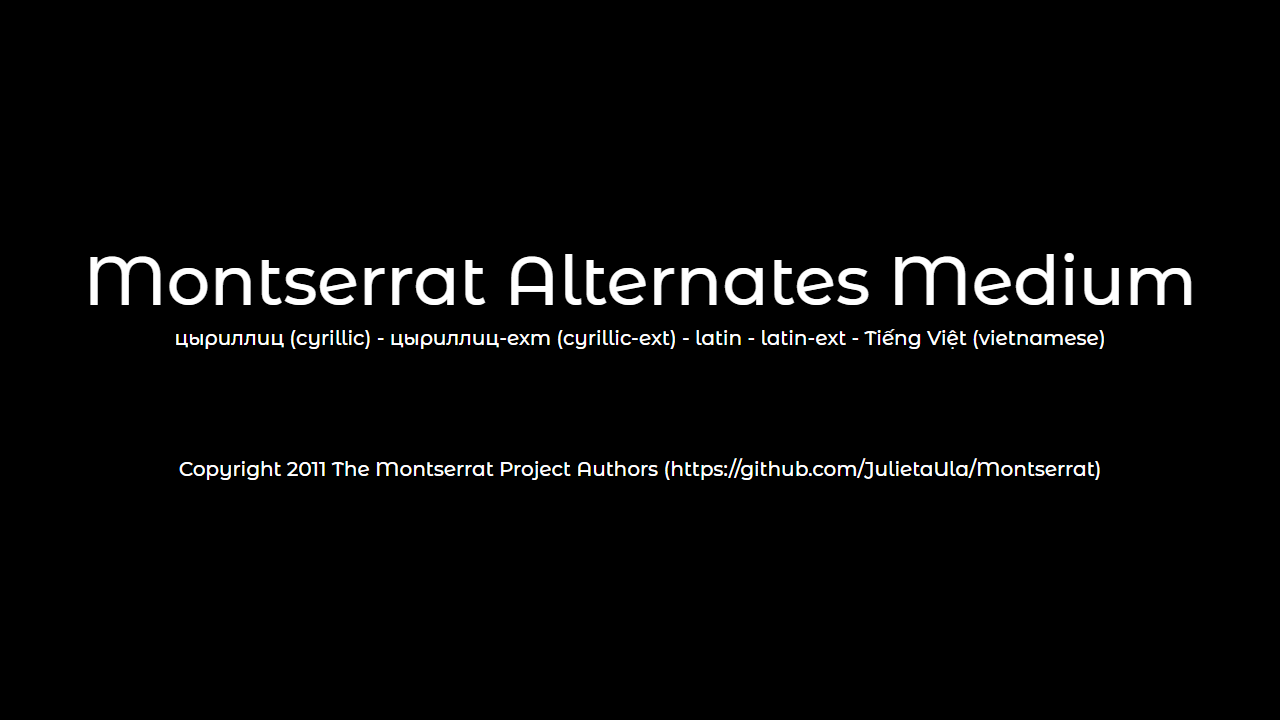 Montserrat Alternates Medium
цыриллиц (cyrillic) - цыриллиц-ехт (cyrillic-ext) - latin - latin-ext - Tiếng Việt (vietnamese)
Copyright 2011 The Montserrat Project Authors (https://github.com/JulietaUla/Montserrat)